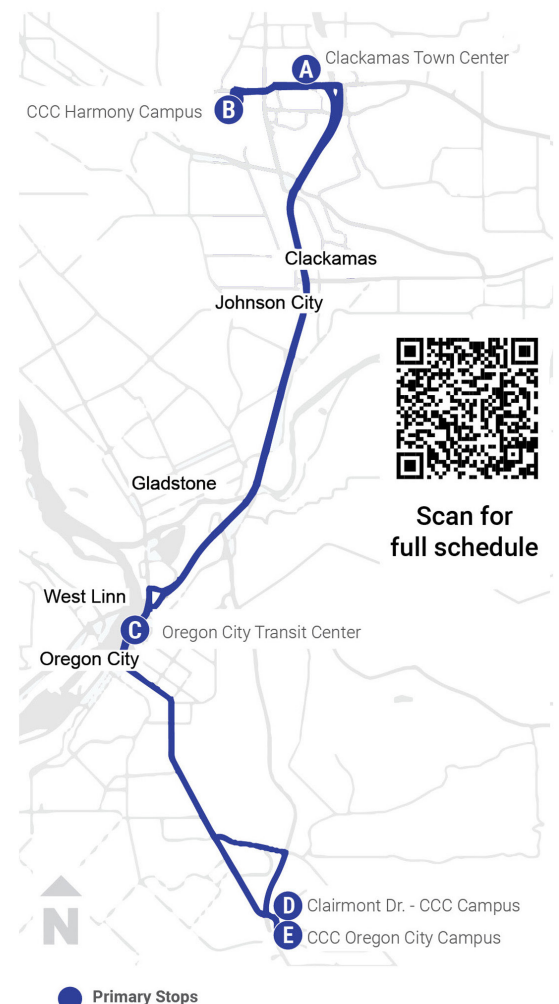 A
Clackamas Town Center
CCC Harmony Campus
B
Clackamas
Johnson City
Scan for
full schedule
Gladstone
West Linn
C
Oregon City Transit Center
Oregon City
D
Clairmont Dr. - CCC Campus
E
CCC Oregon City Campus
N
Primary Stops